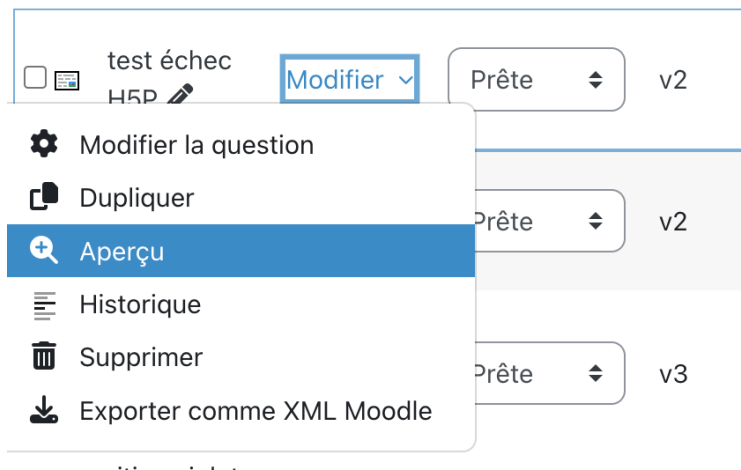 test échec
H5P
Modifier
Prête
v2
Modifier la question
Dupliquer
Aperçu
Prête
v2
Historique
Supprimer
Prête
v3
Exporter comme XML Moodle